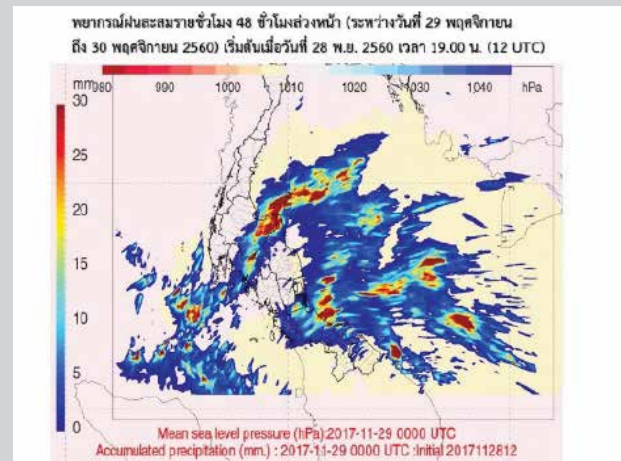 พยากรณ์ฝนสะสมรายชั่วโมง 48 ชั่วโมงล่วงหน้า (ระหว่างวันที่ 29 พฤศจิกายน
ถึง 30 พฤศจิกายน 2560) เริ่มต้นเมื่อวันที่ 28 พ.ย. 2560 เวลา 19.00 น. (12 UTC)
mm 980 990 1000 1010 1020 1030 1040 hPa
30
25
20
15
10
5
0
Mean sea level pressure (hPa):2017-11-29 0000 UTC
Accumulated precipitation (mm.) : 2017-11-29 0000 UTC :Initial 2017112812